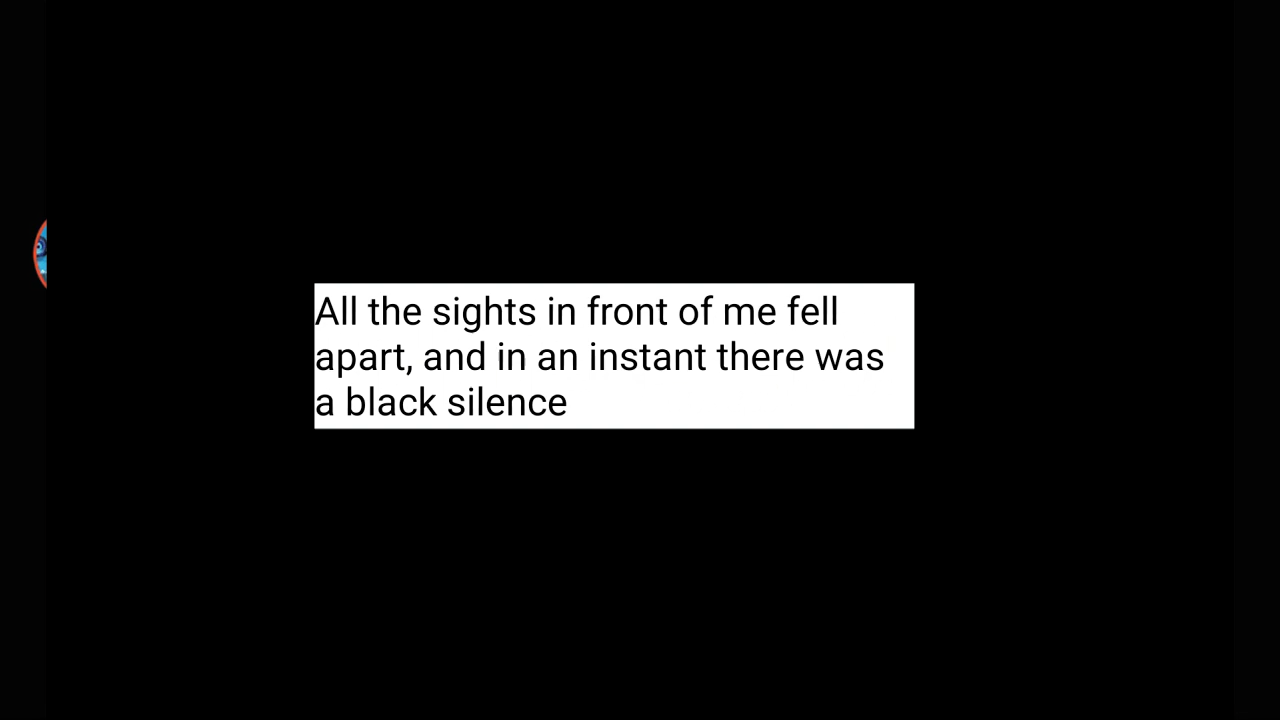 All the sights in front of me fell
apart, and in an instant there was
a black silence